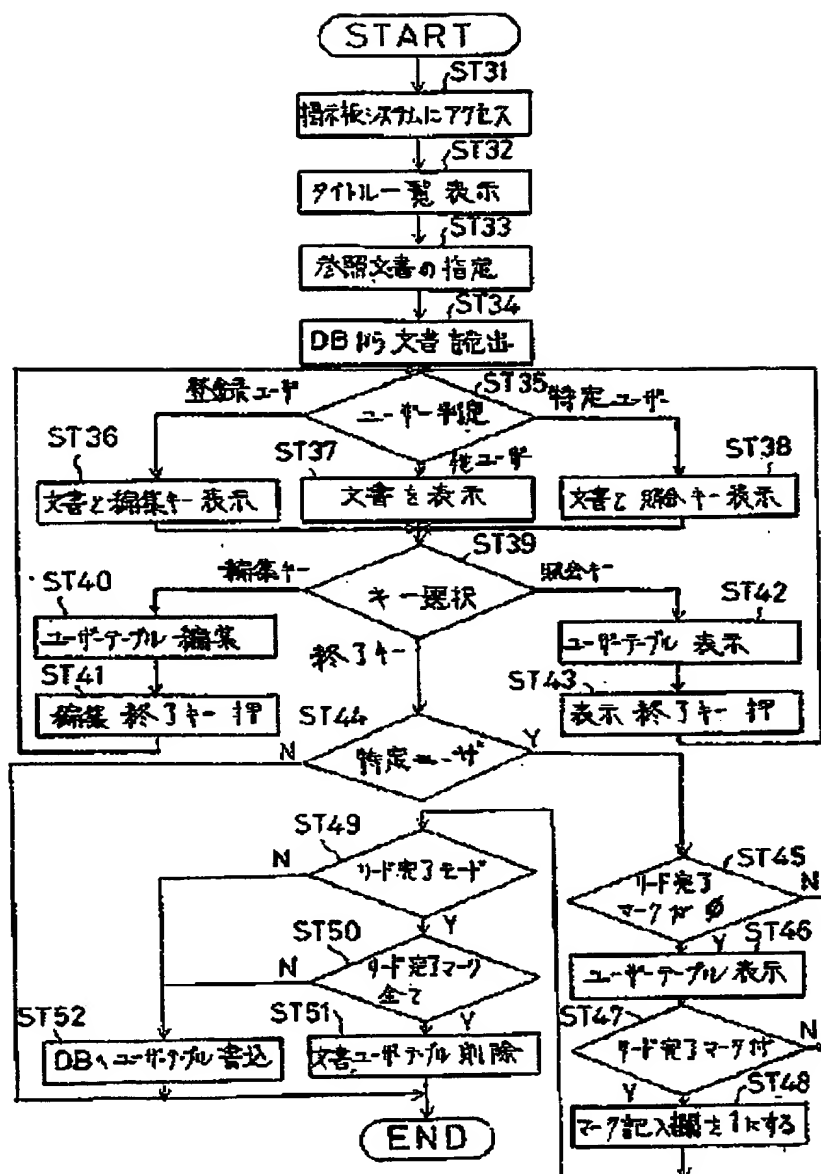 START
ST31
掲示板システムにアクセス
ST32
タイトル一覧 表示
ST33
参照文書の指定
ST34
DBから文書読出
登録ユーザ
ST35
特定ユーザー
ユーザー判定
ST36
ST37
他ユーザー
ST38
文書と編集キー表示
文書を表示
文書と照会キー表示
ST39
編集キー
照会キー
キー選択
ST40
ST42
ユーザーテーブル 編集
終了キー
ユーザーテーブル 表示
ST41
ST43
編集 終了キー 押
表示 終了キー 押
ST44
N
特定ユーザ
Y
ST49
N
リード完了モード
ST45
N
リード完了
マークが 0
Y
Y
ST46
ST50
N
リード完了マーク
全て
ユーザーテーブル表示
ST47
N
ST52
ST51
Y
リード完了マーク付
DBへユーザーテーブル書込
文書ユーザテーブル削除
Y
ST48
マーク記入欄を1にする
END